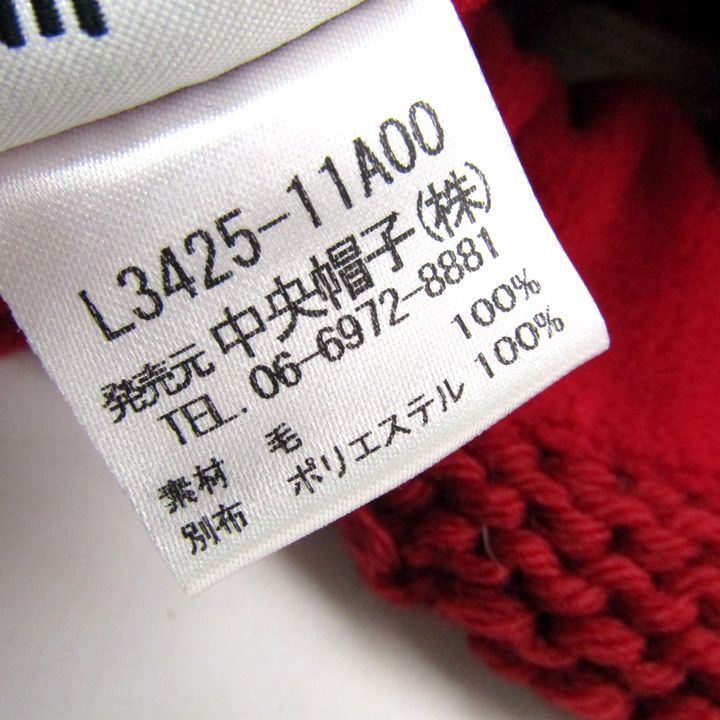 L3425-11A00
発売元 中央帽子(株)
TEL. 06-6972-8881
素材 毛 100%
別布 ポリエステル 100%